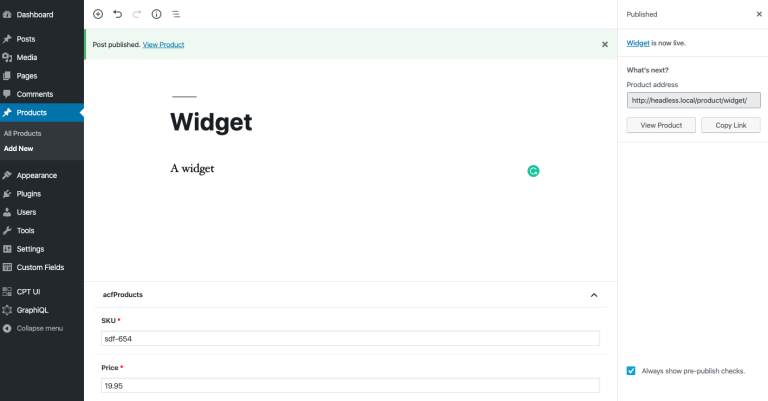 Dashboard
Posts
Media
Pages
Comments
Products
All Products
Add New
Appearance
Plugins
Users
Tools
Settings
Custom Fields
CPT UI
GraphiQL
Collapse menu
Post published. View Product
Widget
A widget
acfProducts
SKU *
sdf-654
Price *
19.95
Published
Widget is now live.
What's next?
Product address
http://headless.local/product/widget/
View Product
Copy Link
Always show pre-publish checks.